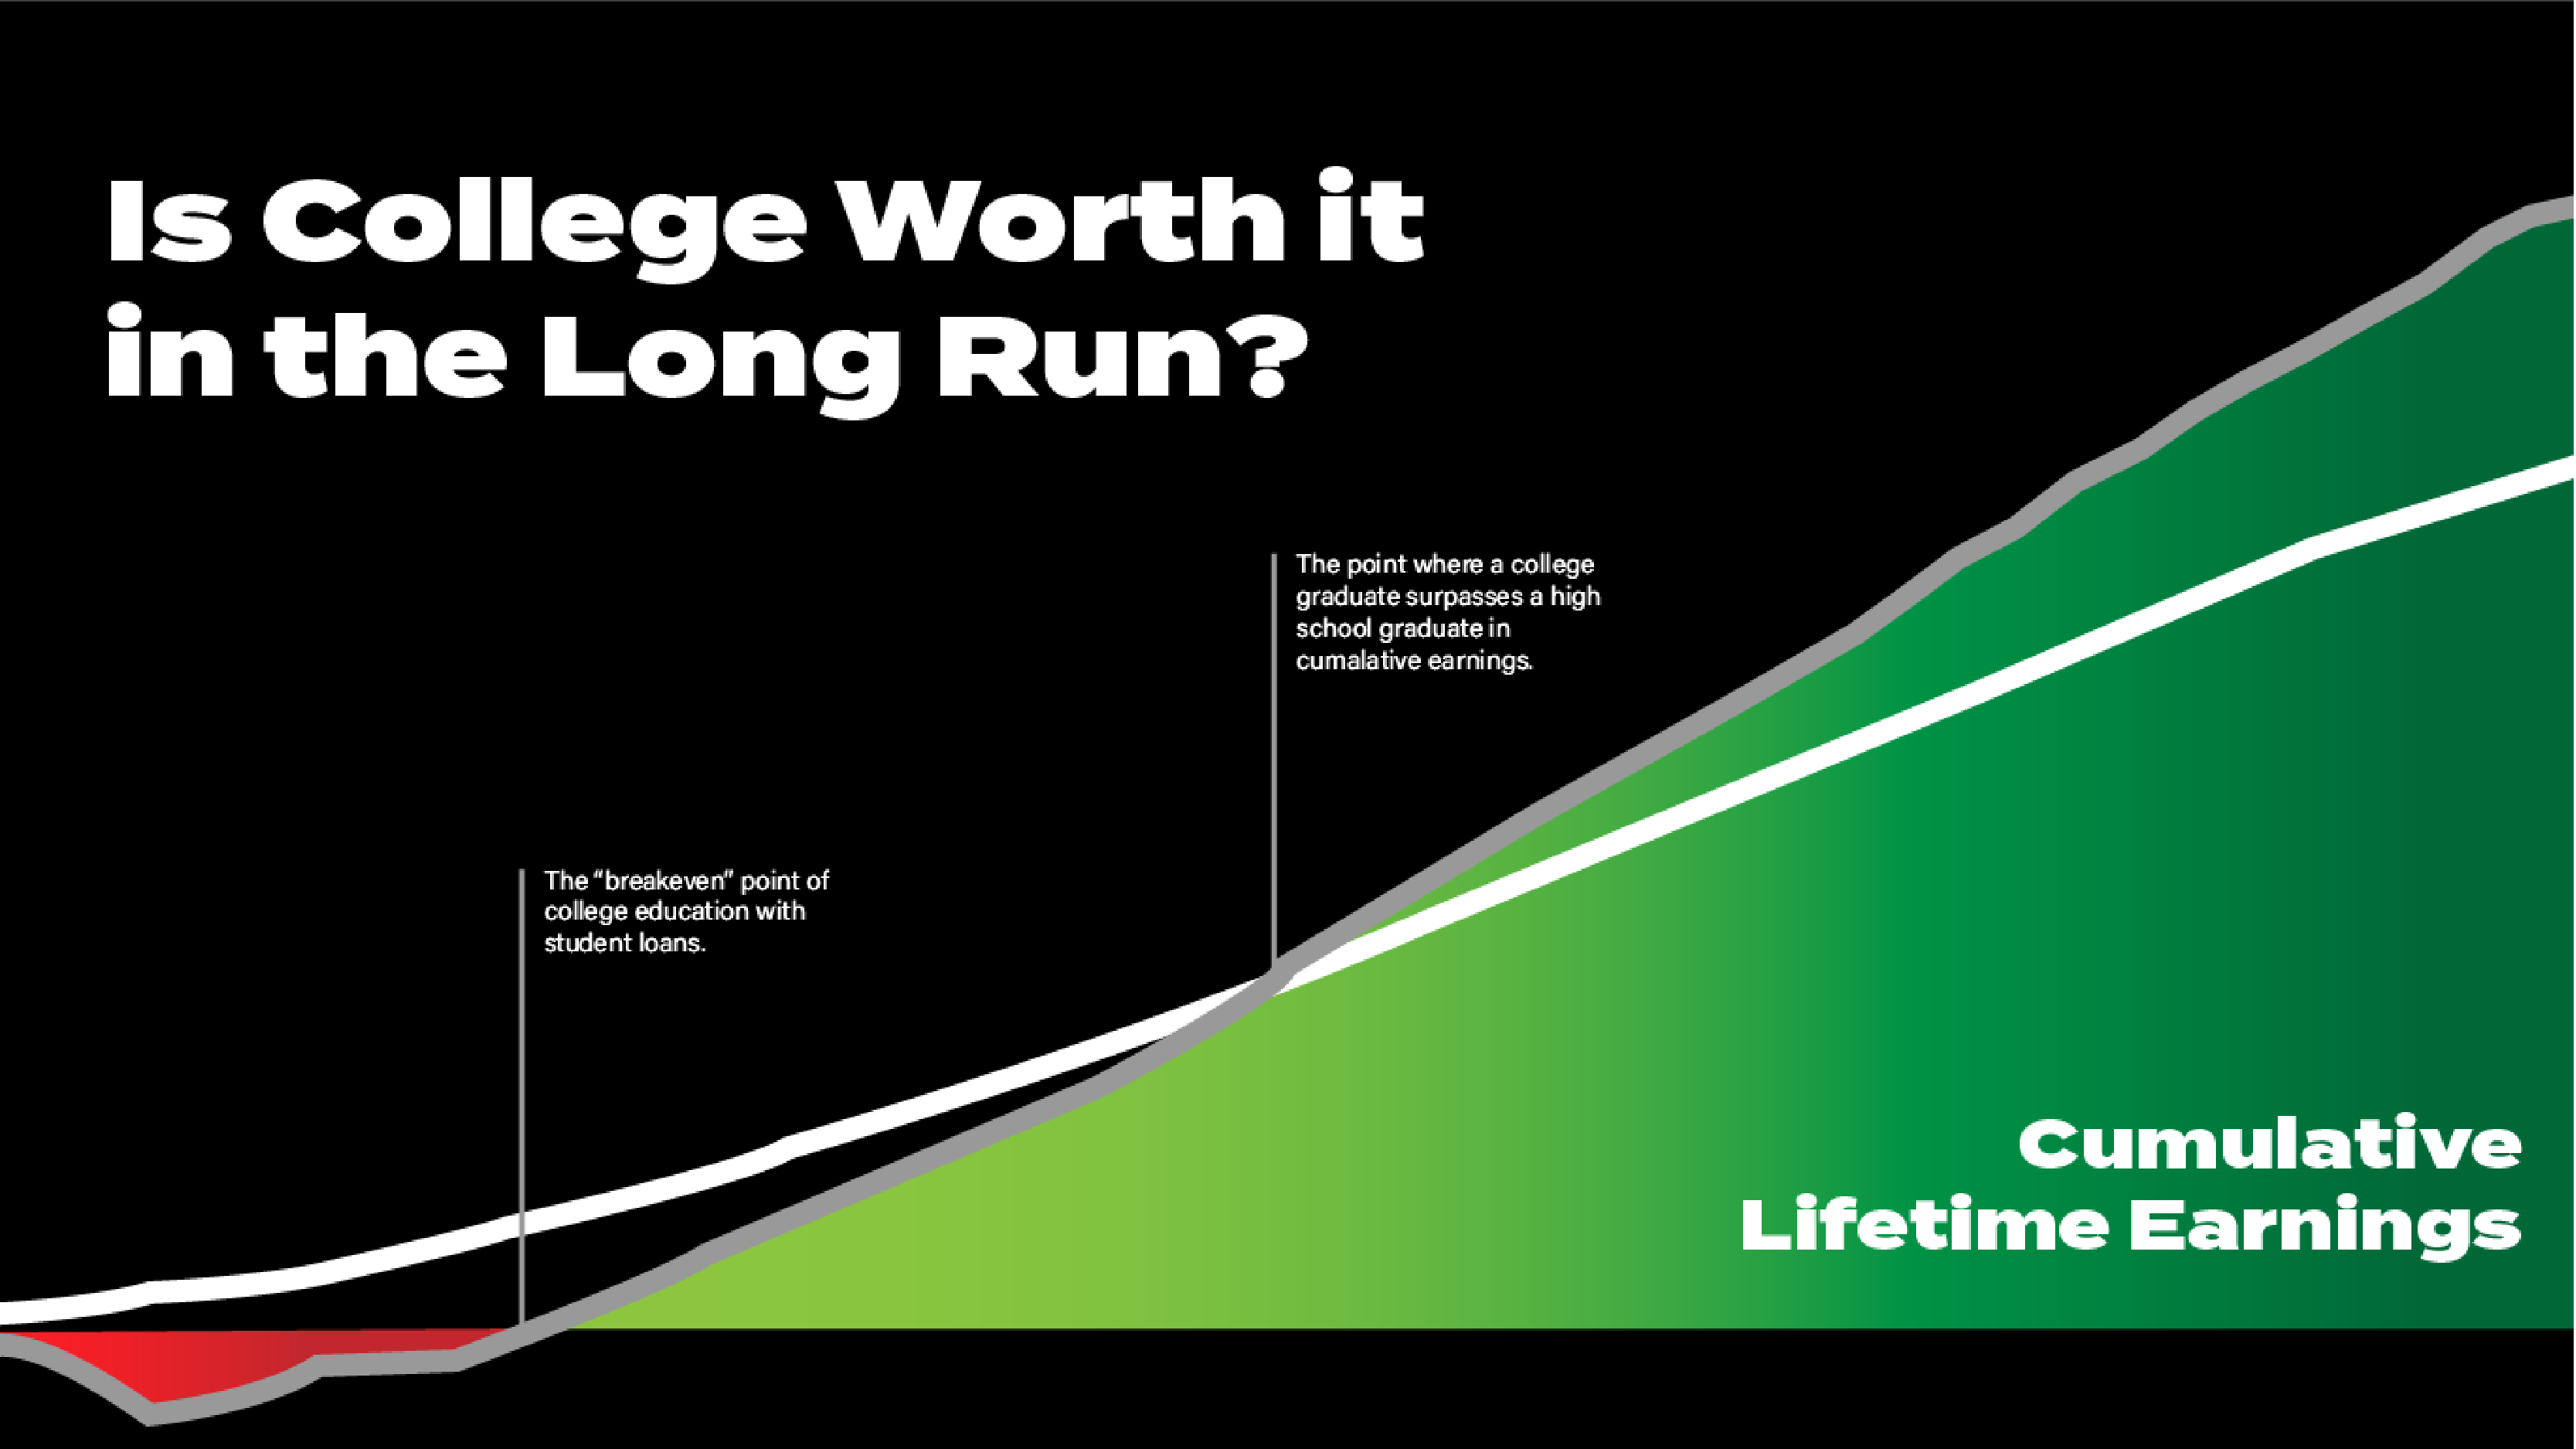 Is College Worth it
in the Long Run?
The point where a college
graduate surpasses a high
school graduate in
cumalative earnings.
The “breakeven” point of
college education with
student loans.
Cumulative
Lifetime Earnings